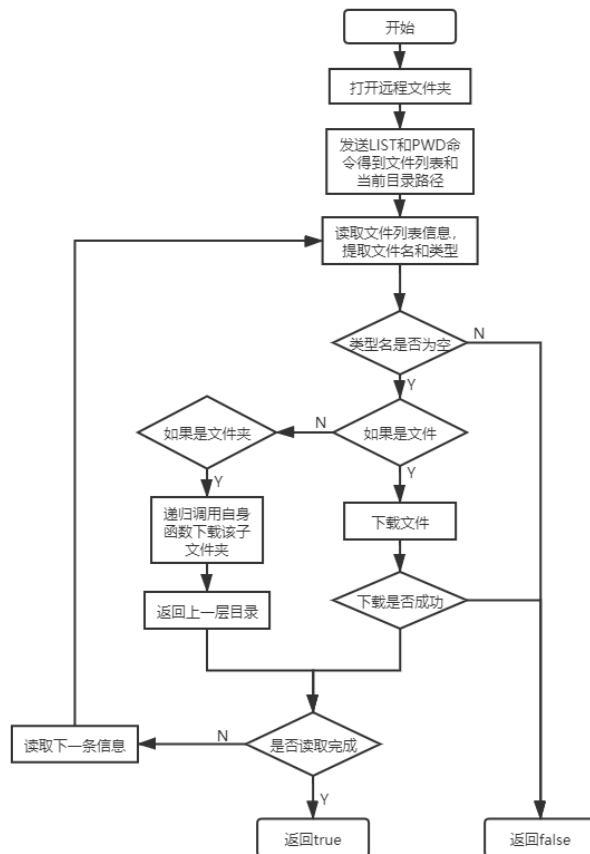 开始
打开远程文件夹
发送LIST和PWD命
令得到文件列表和
当前目录路径
读取文件列表信息，
提取文件名和类型
类型名是否为空
N
Y
如果是文件夹
N
如果是文件
Y
Y
递归调用自身
函数下载该子
文件夹
下载文件
返回上一层目录
下载是否成功
读取下一条信息
N
是否读取完成
Y
返回true
返回false